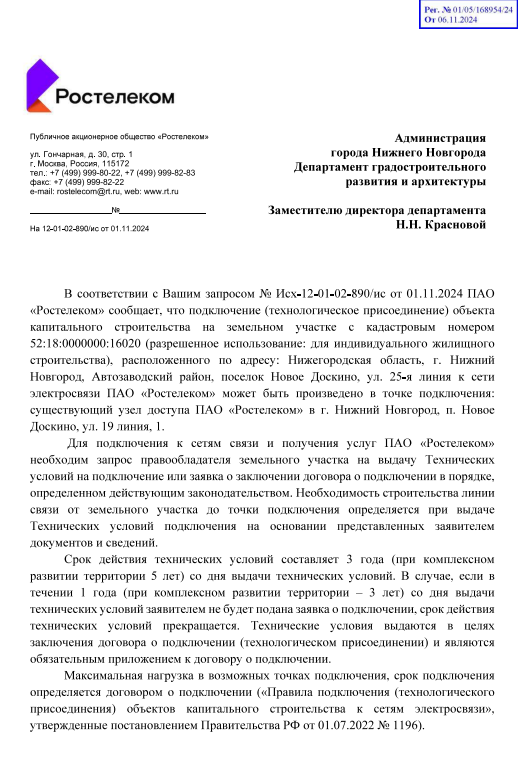 Рег. № 01/05/168954/24
От 06.11.2024
Ростелеком
Публичное акционерное общество «Ростелеком»
ул. Гончарная, д. 30, стр. 1
г, Москва, Россия, 115172
тел.: +7 (499) 999-80-22, +7 (499) 999-82-83
факс: +7 (499) 999-82-22
e-mail: rostelecom@rt.ru, web: www.rt.ru
№
На 12-01-02-890/ис от 01.11.2024
Администрация
города Нижнего Новгорода
Департамент градостроительного
развития и архитектуры
Заместителю директора департамента
Н.Н. Красновой
В соответствии с Вашим запросом № Исх-12-01-02-890/ис от 01.11.2024 ПАО
«Ростелеком» сообщает, что подключение (технологическое присоединение) объекта
капитального строительства на земельном участке с кадастровым номером
52:18:0000000:16020 (разрешенное использование: для индивидуального жилищного
строительства), расположенного по адресу: Нижегородская область, г. Нижний
Новгород, Автозаводский район, поселок Новое Доскино, ул. 25-я линия к сети
электросвязи ПАО «Ростелеком» может быть произведено в точке подключения:
существующий узел доступа ПАО «Ростелеком» в г. Нижний Новгород, п. Новое
Доскино, ул. 19 линия, 1.
Для подключения к сетям связи и получения услуг ПАО «Ростелеком»
необходим запрос правообладателя земельного участка на выдачу Технических
условий на подключение или заявка о заключении договора о подключении в порядке,
определенном действующим законодательством. Необходимость строительства линии
связи от земельного участка до точки подключения определяется при выдаче
Технических условий подключения на основании представленных заявителем
документов и сведений.
Срок действия технических условий составляет 3 года (при комплексном
развитии территории 5 лет) со дня выдачи технических условий. В случае, если в
течении 1 года (при комплексном развитии территории – 3 лет) со дня выдачи
технических условий заявителем не будет подана заявка о подключении, срок действия
технических условий прекращается. Технические условия выдаются в целях
заключения договора о подключении (технологическом присоединении) и являются
обязательным приложением к договору о подключении.
Максимальная нагрузка в возможных точках подключения, срок подключения
определяется договором о подключении («Правила подключения (технологического
присоединения) объектов капитального строительства к сетям электросвязи»,
утвержденные постановлением Правительства РФ от 01.07.2022 № 1196).